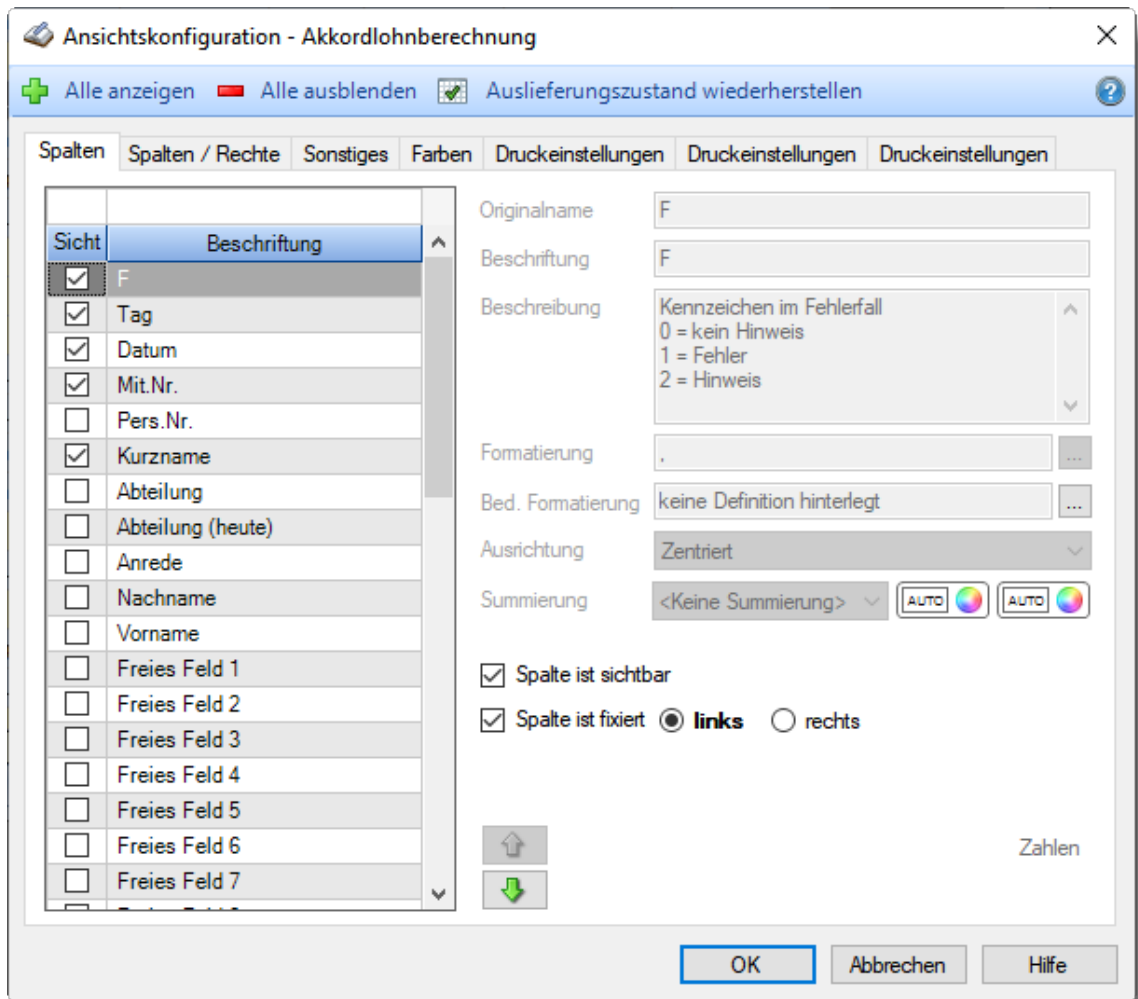 Ansichtskonfiguration - Akkordlohnberechnung
Alle anzeigen Alle ausblenden Auslieferungszustand wiederherstellen
Spalten Spalten / Rechte Sonstiges Farben Druckeinstellungen Druckeinstellungen Druckeinstellungen
Sicht Beschriftung
F
Tag
Datum
Mit.Nr.
Pers.Nr.
Kurzname
Abteilung
Abteilung (heute)
Anrede
Nachname
Vorname
Freies Feld 1
Freies Feld 2
Freies Feld 3
Freies Feld 4
Freies Feld 5
Freies Feld 6
Freies Feld 7
Originalname F
Beschriftung F
Beschreibung Kennzeichen im Fehlerfall
0 = kein Hinweis
1 = Fehler
2 = Hinweis
Formatierung , ...
Bed. Formatierung keine Definition hinterlegt ...
Ausrichtung Zentriert
Summierung <Keine Summierung> AUTO AUTO
Spalte ist sichtbar
Spalte ist fixiert links rechts
Zahlen
OK Abbrechen Hilfe